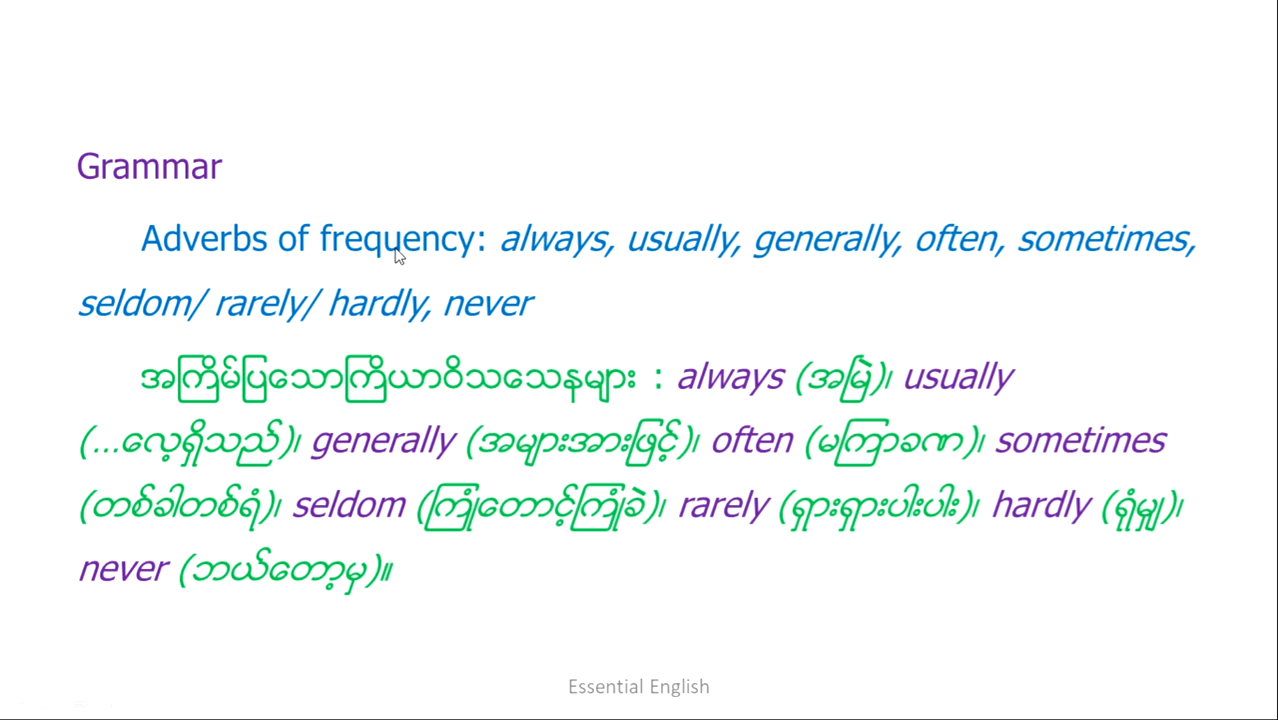 Grammar
Adverbs of frequency: always, usually, generally, often, sometimes,
seldom/ rarely/ hardly, never
အကြိမ်ပြသောကြိယာဝိသသေနများ : always (အမြဲ)၊ usually
(...လေ့ရှိသည်)၊ generally (အများအားဖြင့်)၊ often (မကြာခဏ)၊ sometimes
(တစ်ခါတစ်ရံ)၊ seldom (ကြုံတောင့်ကြုံခဲ)၊ rarely (ရှားရှားပါးပါး)၊ hardly (ရုံမျှ)၊
never (ဘယ်တော့မှ)။
Essential English